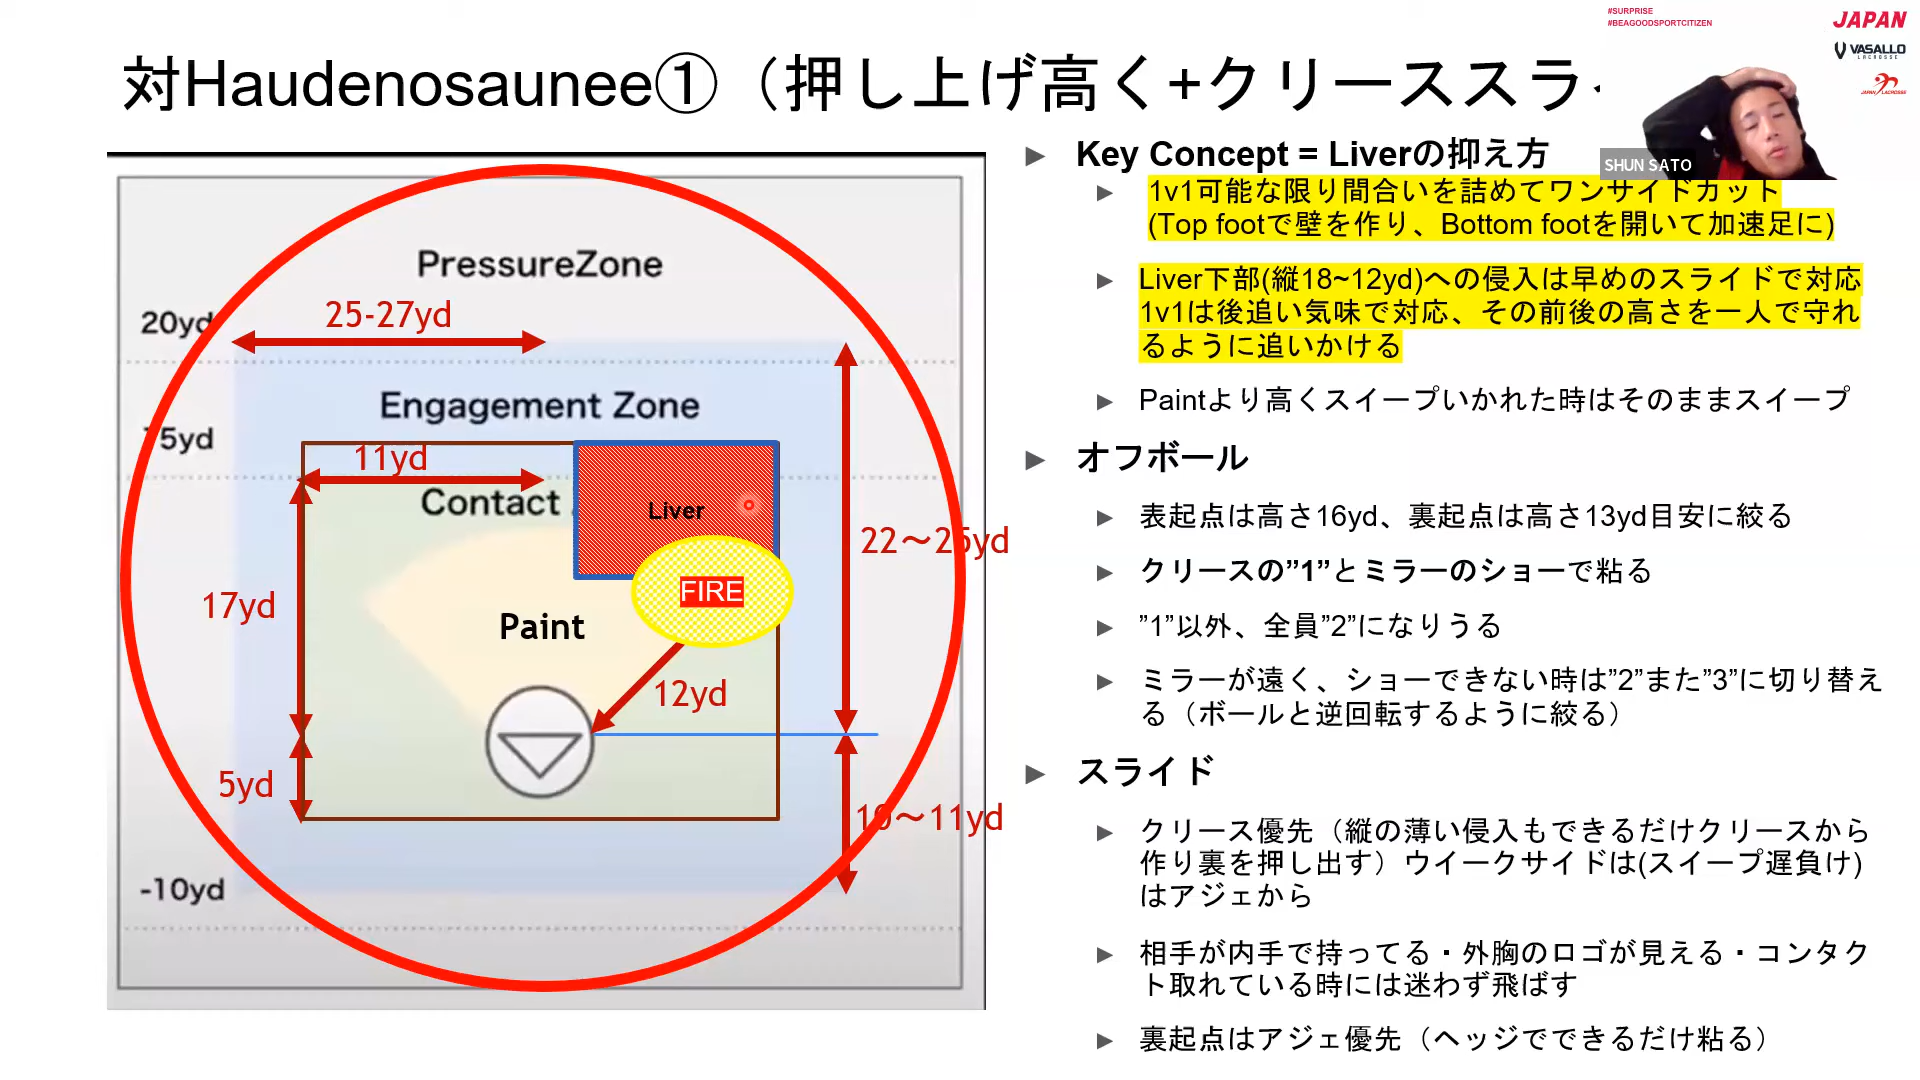 #SURPRISE
#BEAGOODSPORTCITIZEN
JAPAN
VASALLO
LACROSSE
JAPAN LACROSSE
対Haudenosaunee①（押し上げ高く+クリーススラ
SHUN SATO
PressureZone
20yd
25-27yd
Engagement Zone
15yd
11yd
Contact
Liver
22～25yd
FIRE
17yd
Paint
12yd
5yd
10～11yd
-10yd
Key Concept = Liverの抑え方
1v1可能な限り間合いを詰めてワンサイドカット
(Top footで壁を作り、Bottom footを開いて加速足に)
Liver下部(縦18~12yd)への侵入は早めのスライドで対応
1v1は後追い気味で対応、その前後の高さを一人で守れ
るように追いかける
Paintより高くスイープいかれた時はそのままスイープ
オフボール
表起点は高さ16yd、裏起点は高さ13yd目安に絞る
クリースの”1”とミラーのショーで粘る
”1”以外、全員”2”になりうる
ミラーが遠く、ショーできない時は”2”また”3”に切り替え
る（ボールと逆回転するように絞る）
スライド
クリース優先（縦の薄い侵入もできるだけクリースから
作り裏を押し出す）ウイークサイドは(スイープ遅負け)
はアジェから
相手が内手で持ってる・外胸のロゴが見える・コンタク
ト取れている時には迷わず飛ばす
裏起点はアジェ優先（ヘッジでできるだけ粘る）